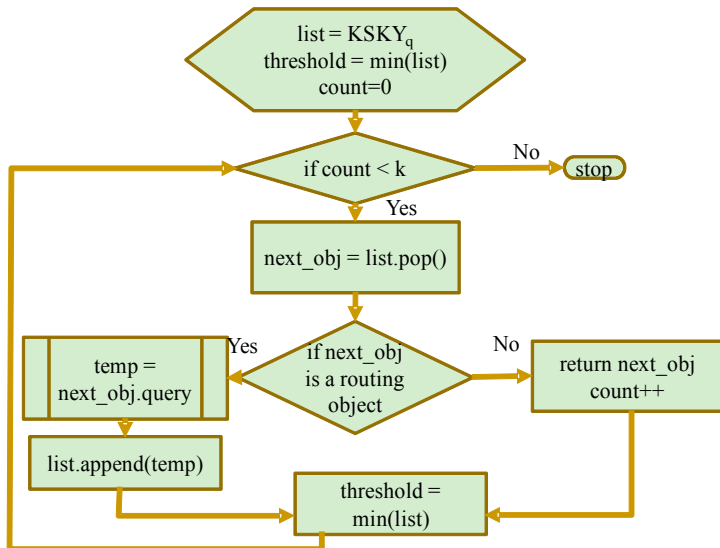 list = KSKY_q
threshold = min(list)
count=0
if count < k
No
stop
Yes
next_obj = list.pop()
if next_obj
is a routing
object
Yes
No
temp =
next_obj.query
return next_obj
count++
list.append(temp)
threshold =
min(list)